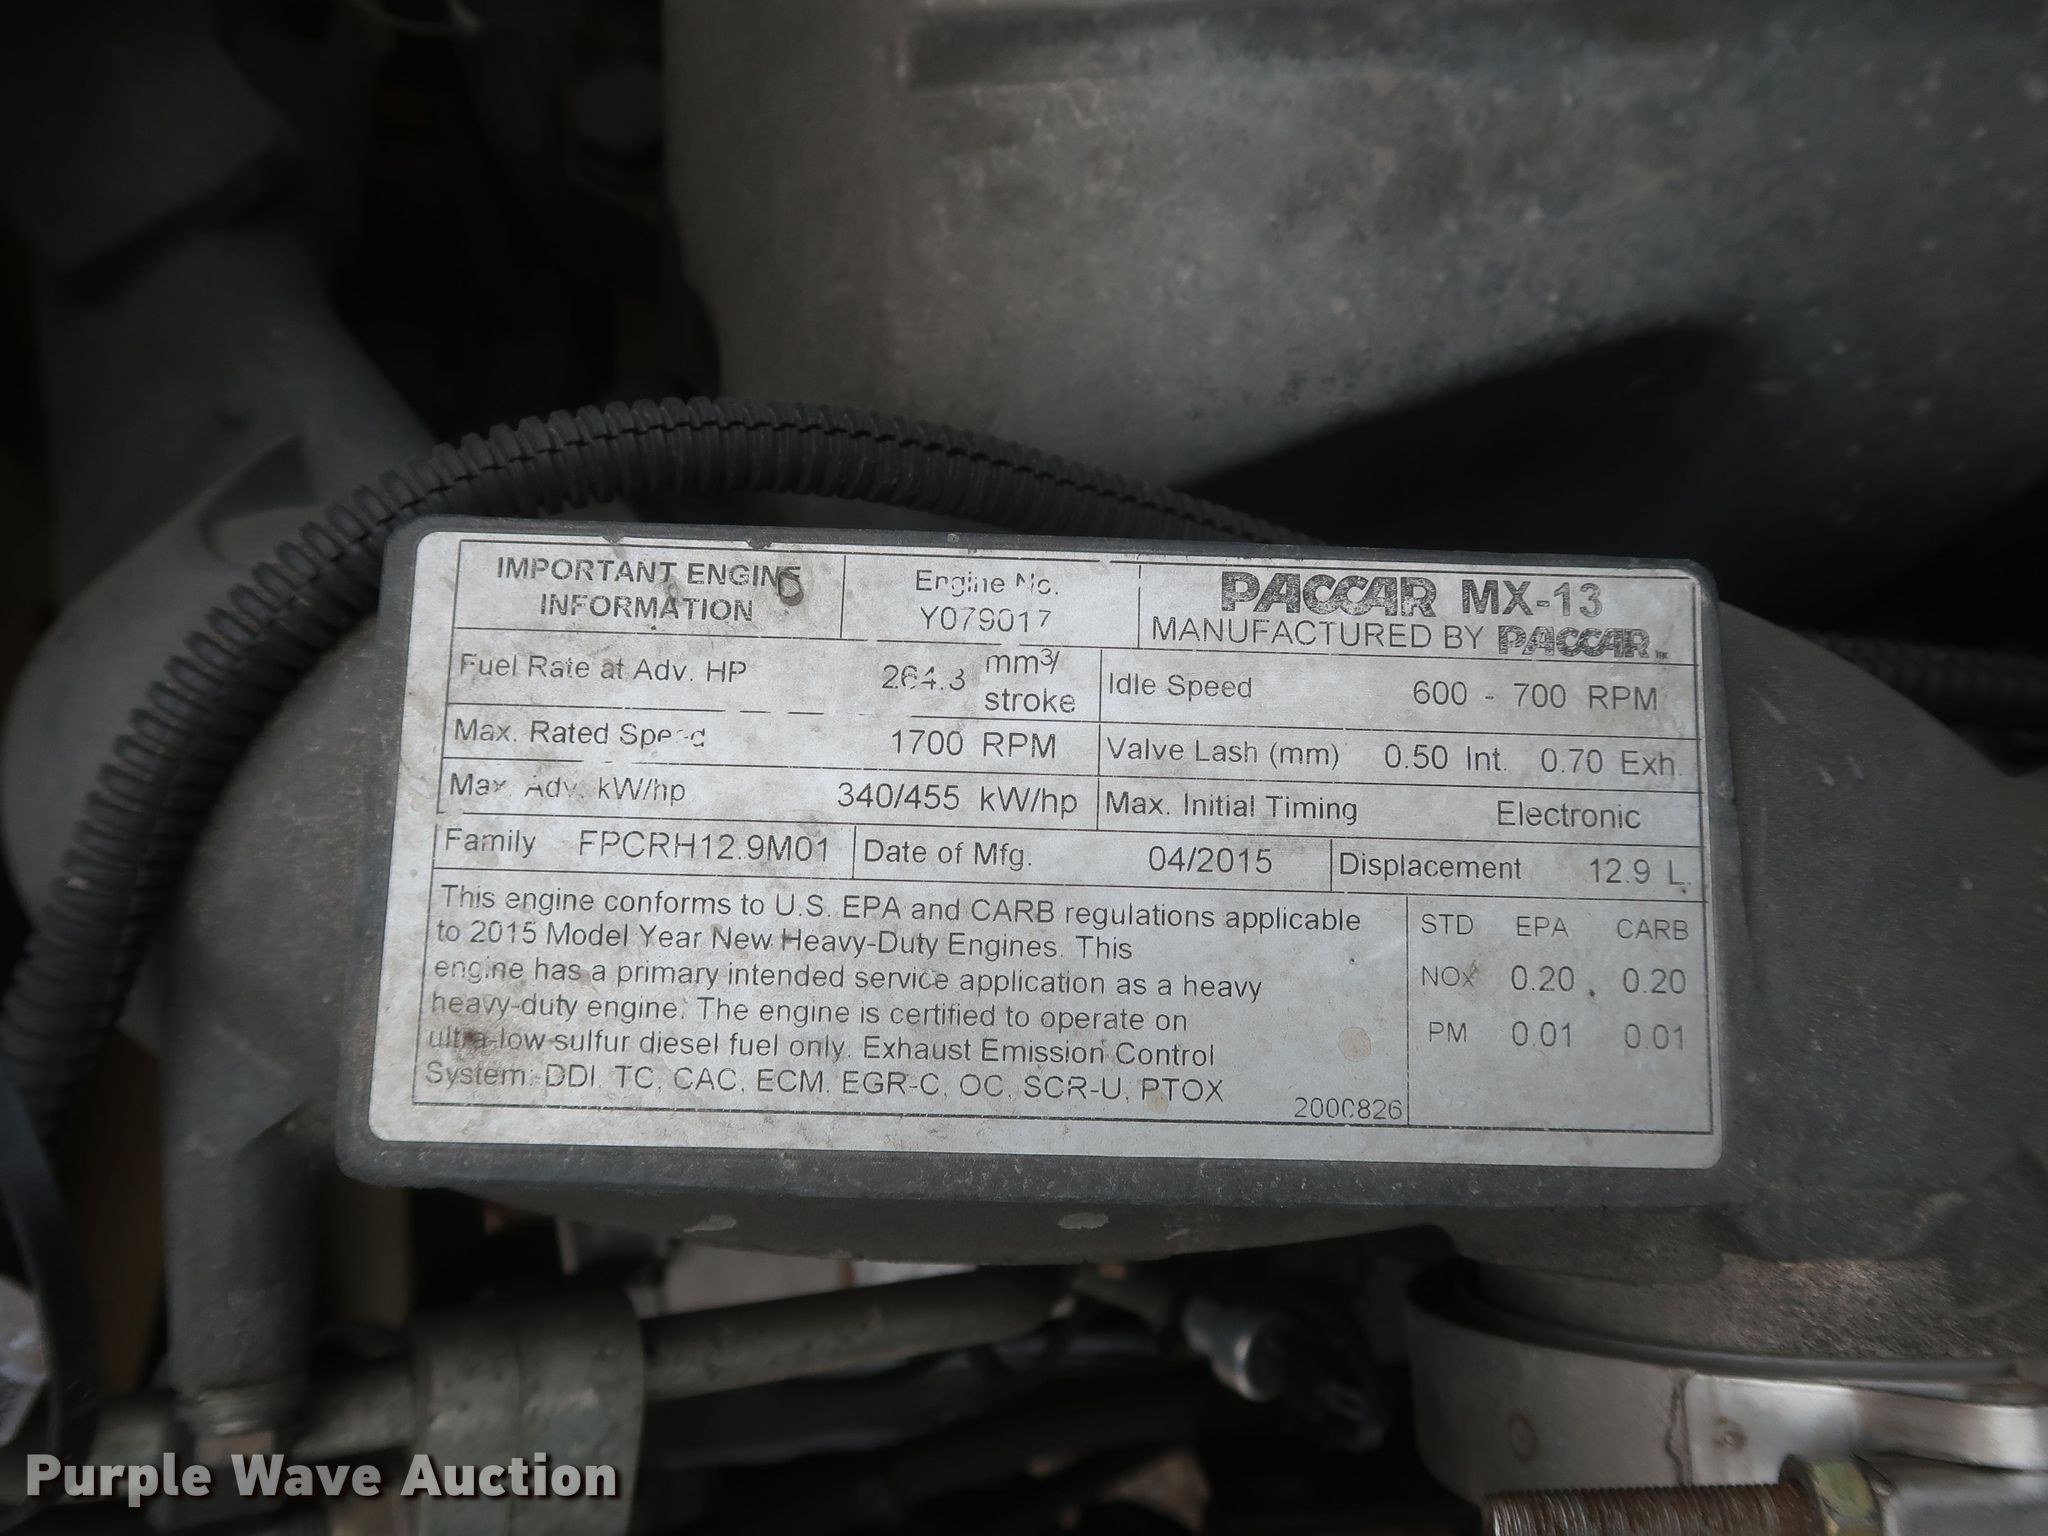 IMPORTANT ENGINE
INFORMATION
Engine No.
Y079017
PACCAR MX-13
MANUFACTURED BY PACCAR INC
Fuel Rate at Adv. HP 264.3 mm³/
stroke
Idle Speed 600 - 700 RPM
Max. Rated Speed 1700 RPM
Valve Lash (mm) 0.50 Int. 0.70 Exh.
Max. Adv. kW/hp 340/455 kW/hp
Max. Initial Timing Electronic
Family FPCRH12.9M01
Date of Mfg. 04/2015
Displacement 12.9 L.
This engine conforms to U.S. EPA and CARB regulations applicable
to 2015 Model Year New Heavy-Duty Engines. This
engine has a primary intended service application as a heavy
heavy-duty engine. The engine is certified to operate on
ultra-low sulfur diesel fuel only. Exhaust Emission Control
System: DDI, TC, CAC, ECM, EGR-C, OC, SCR-U, PTOX
2000826
STD EPA CARB
NOx 0.20 0.20
PM 0.01 0.01
Purple Wave Auction